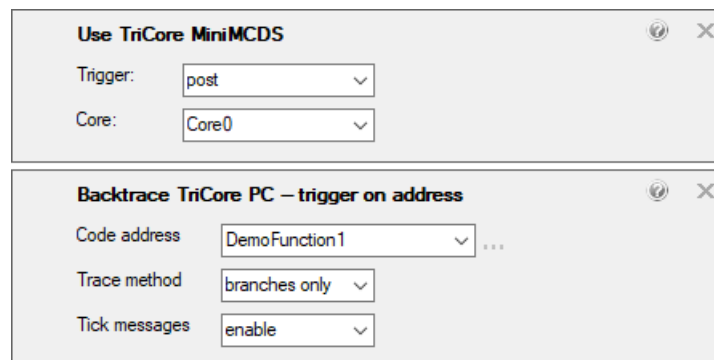 Use TriCore MiniMCDS
Trigger: post
Core: Core0
Backtrace TriCore PC – trigger on address
Code address DemoFunction1 ...
Trace method branches only
Tick messages enable